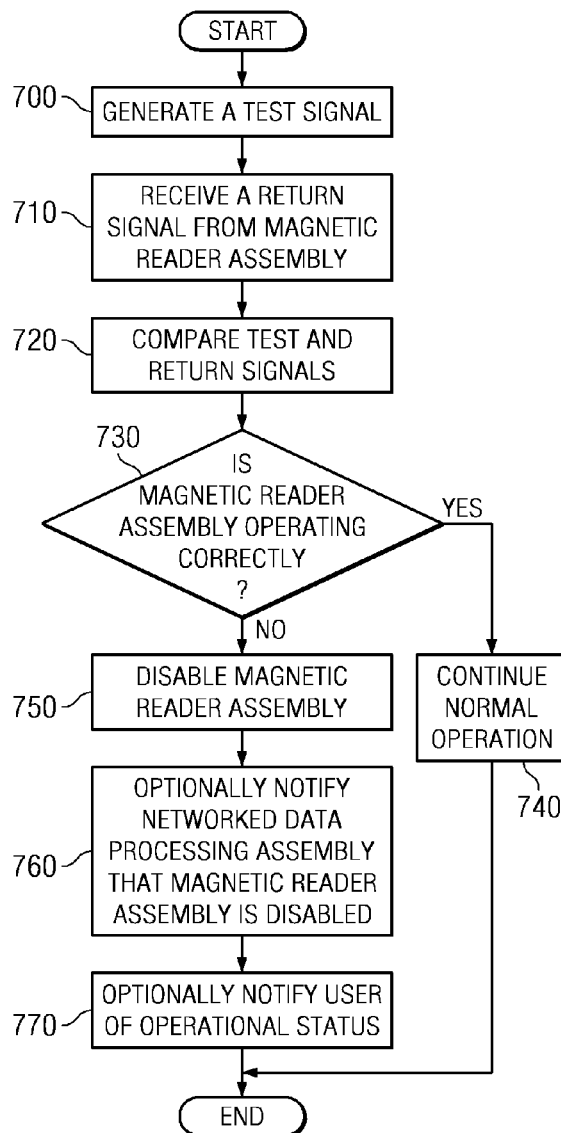 START
700
GENERATE A TEST SIGNAL
710
RECEIVE A RETURN
SIGNAL FROM MAGNETIC
READER ASSEMBLY
720
COMPARE TEST AND
RETURN SIGNALS
730
IS
MAGNETIC READER
ASSEMBLY OPERATING
CORRECTLY
?
YES
NO
750
DISABLE MAGNETIC
READER ASSEMBLY
CONTINUE
NORMAL
OPERATION
740
760
OPTIONALLY NOTIFY
NETWORKED DATA
PROCESSING ASSEMBLY
THAT MAGNETIC READER
ASSEMBLY IS DISABLED
770
OPTIONALLY NOTIFY USER
OF OPERATIONAL STATUS
END